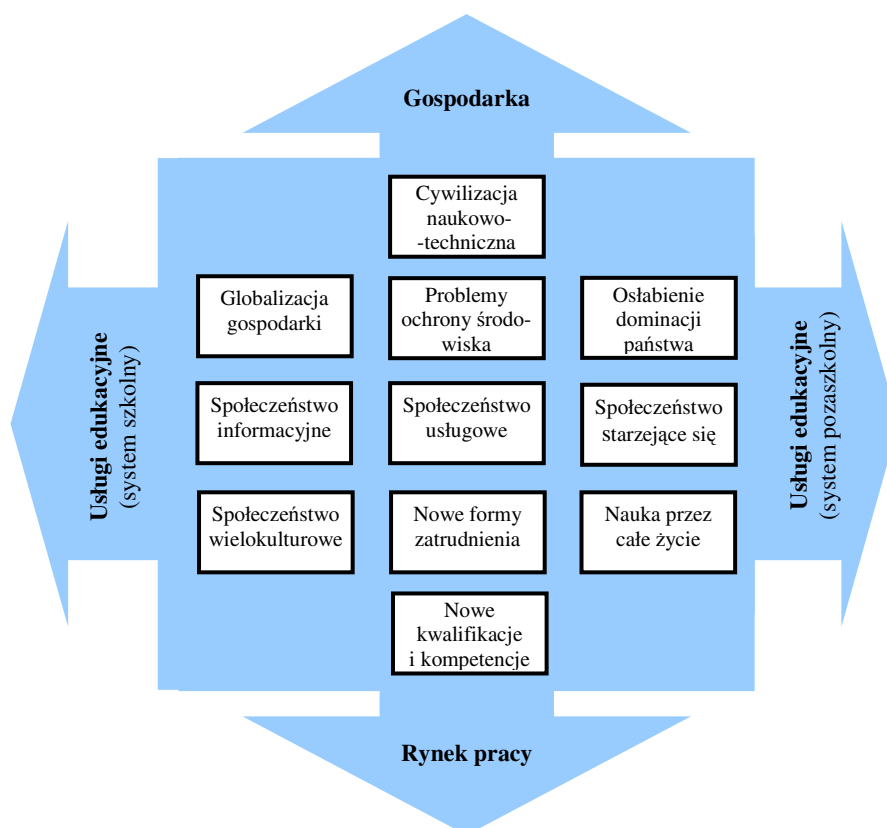 Gospodarka
Cywilizacja
naukowo-
-techniczna
Globalizacja
gospodarki
Problemy
ochrony środo-
wiska
Osłabienie
dominacji
państwa
Usługi edukacyjne
(system szkolny)
Społeczeństwo
informacyjne
Społeczeństwo
usługowe
Społeczeństwo
starzejące się
Usługi edukacyjne
(system pozaszkolny)
Społeczeństwo
wielokulturowe
Nowe formy
zatrudnienia
Nauka przez
całe życie
Nowe
kwalifikacje
i kompetencje
Rynek pracy